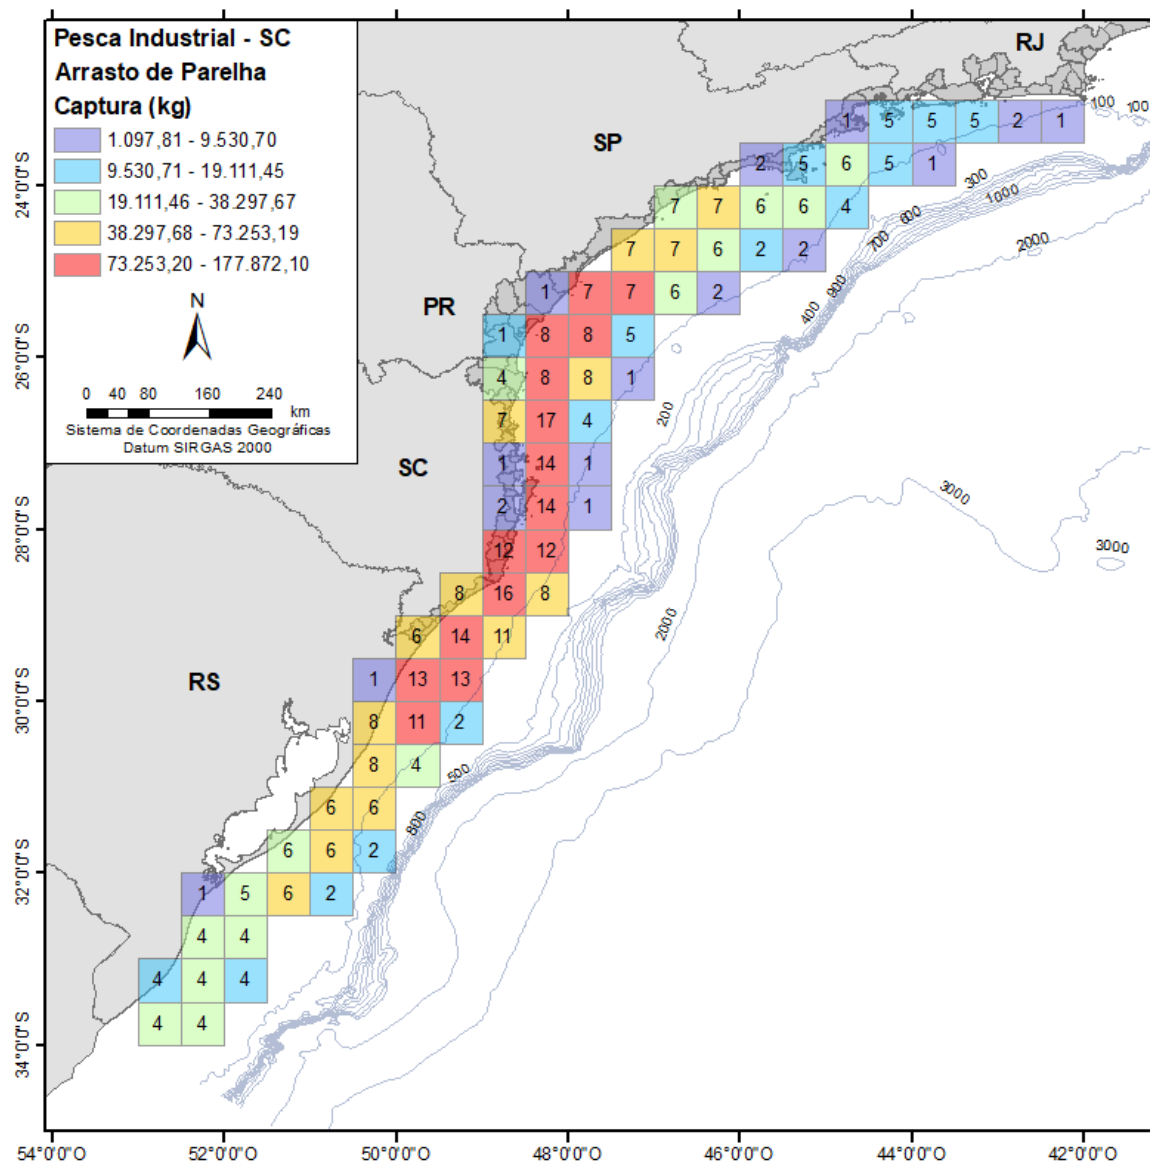 Pesca Industrial - SC
Arrasto de Parelha
Captura (kg)
1.097,81 - 9.530,70
9.530,71 - 19.111,45
19.111,46 - 38.297,67
38.297,68 - 73.253,19
73.253,20 - 177.872,10
N
0 40 80 160 240 km
Sistema de Coordenadas Geográficas
Datum SIRGAS 2000
RJ
SP
PR
SC
RS
100 100
1 5 5 5 2 1
2 5 6 5 1
300
1000
7 7 6 6 4
600
700
2000
7 7 6 2 2
1 7 7 6 2
900
400
1 8 8 5
4 8 8 1
200
7 17 4
1 14 1
2 14 1
3000
3000
12 12
8 16 8
2000
6 14 11
1 13 13
8 11 2
8 4
500
6 6
800
6 6 2
1 5 6 2
4 4
4 4 4
4 4
24°0'0"S
26°0'0"S
28°0'0"S
30°0'0"S
32°0'0"S
34°0'0"S
54°0'0"O 52°0'0"O 50°0'0"O 48°0'0"O 46°0'0"O 44°0'0"O 42°0'0"O